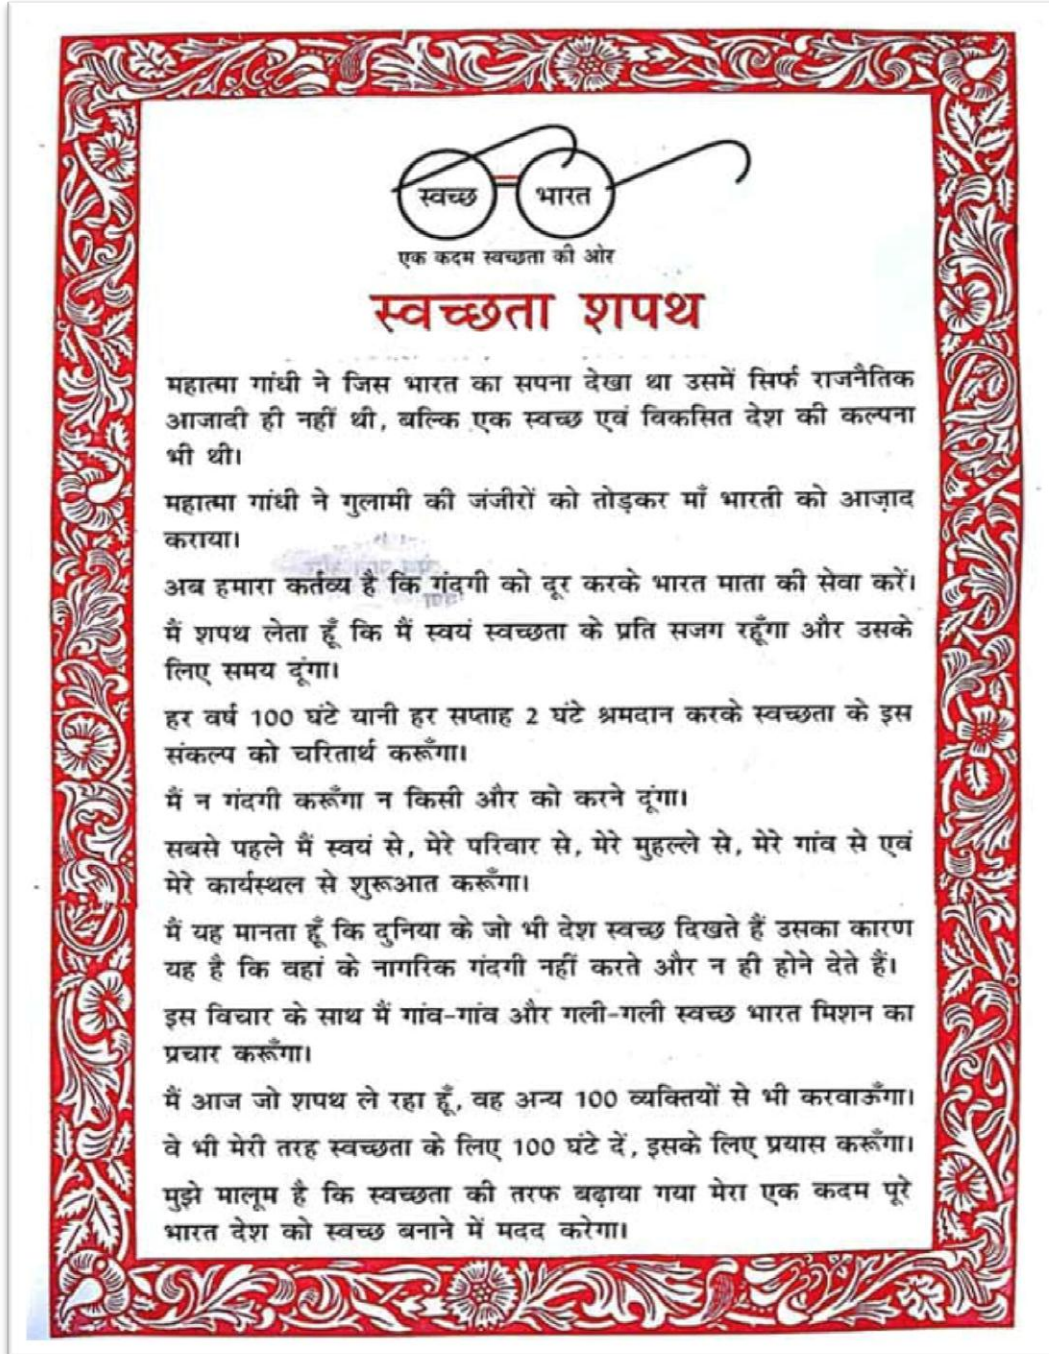 स्वच्छ भारत
एक कदम स्वच्छता की ओर
स्वच्छता शपथ
महात्मा गांधी ने जिस भारत का सपना देखा था उसमें सिर्फ राजनैतिक
आजादी ही नहीं थी, बल्कि एक स्वच्छ एवं विकसित देश की कल्पना
भी थी।
महात्मा गांधी ने गुलामी की जंजीरों को तोड़कर माँ भारती को आज़ाद
कराया।
अब हमारा कर्तव्य है कि गंदगी को दूर करके भारत माता की सेवा करें।
मैं शपथ लेता हूँ कि मैं स्वयं स्वच्छता के प्रति सजग रहूँगा और उसके
लिए समय दूंगा।
हर वर्ष 100 घंटे यानी हर सप्ताह 2 घंटे श्रमदान करके स्वच्छता के इस
संकल्प को चरितार्थ करूँगा।
मैं न गंदगी करूँगा न किसी और को करने दूंगा।
सबसे पहले मैं स्वयं से, मेरे परिवार से, मेरे मुहल्ले से, मेरे गांव से एवं
मेरे कार्यस्थल से शुरूआत करूँगा।
मैं यह मानता हूँ कि दुनिया के जो भी देश स्वच्छ दिखते हैं उसका कारण
यह है कि वहां के नागरिक गंदगी नहीं करते और न ही होने देते हैं।
इस विचार के साथ मैं गांव-गांव और गली-गली स्वच्छ भारत मिशन का
प्रचार करूँगा।
मैं आज जो शपथ ले रहा हूँ, वह अन्य 100 व्यक्तियों से भी करवाऊँगा।
वे भी मेरी तरह स्वच्छता के लिए 100 घंटे दें, इसके लिए प्रयास करूँगा।
मुझे मालूम है कि स्वच्छता की तरफ बढ़ाया गया मेरा एक कदम पूरे
भारत देश को स्वच्छ बनाने में मदद करेगा।